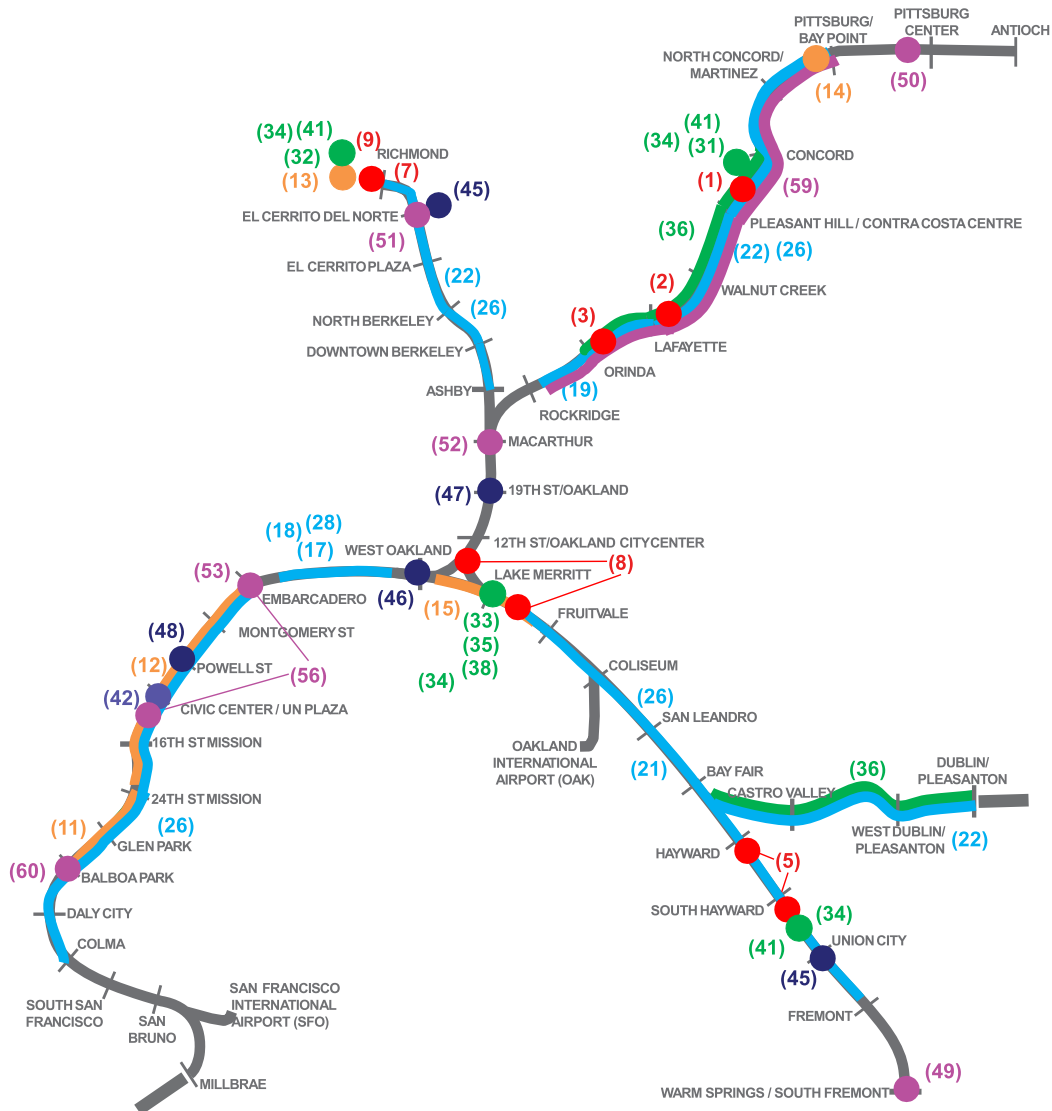 PITTSBURG/
BAY POINT
PITTSBURG
CENTER
ANTIOCH
NORTH CONCORD/
MARTINEZ
(14)
(50)
(34) (41)
(9)
(32)
RICHMOND
(13)
(7)
(45)
(41)
(34)
(31)
CONCORD
(1)
(59)
EL CERRITO DEL NORTE
(51)
PLEASANT HILL / CONTRA COSTA CENTRE
(36)
(22) (26)
EL CERRITO PLAZA
(22)
(26)
WALNUT CREEK
(2)
(3)
NORTH BERKELEY
DOWNTOWN BERKELEY
LAFAYETTE
ORINDA
ASHBY
(19)
ROCKRIDGE
(52)
MACARTHUR
(47)
19TH ST/OAKLAND
12TH ST/OAKLAND CITY CENTER
(18)
(28)
(17)
WEST OAKLAND
LAKE MERRITT
(8)
(53)
EMBARCADERO
(46)
(15)
(33)
FRUITVALE
(35)
(38)
(34)
MONTGOMERY ST
(48)
(12)
POWELL ST
(56)
(42)
CIVIC CENTER / UN PLAZA
16TH ST MISSION
COLISEUM
(26)
SAN LEANDRO
OAKLAND
INTERNATIONAL
AIRPORT (OAK)
(21)
BAY FAIR
CASTRO VALLEY
(36)
DUBLIN/
PLEASANTON
WEST DUBLIN/
PLEASANTON
(22)
24TH ST MISSION
(11)
(26)
GLEN PARK
(60)
BALBOA PARK
HAYWARD
(5)
DALY CITY
SOUTH HAYWARD
(34)
(41)
UNION CITY
(45)
COLMA
SOUTH SAN
FRANCISCO
SAN
BRUNO
SAN FRANCISCO
INTERNATIONAL
AIRPORT (SFO)
FREMONT
MILLBRAE
WARM SPRINGS / SOUTH FREMONT
(49)